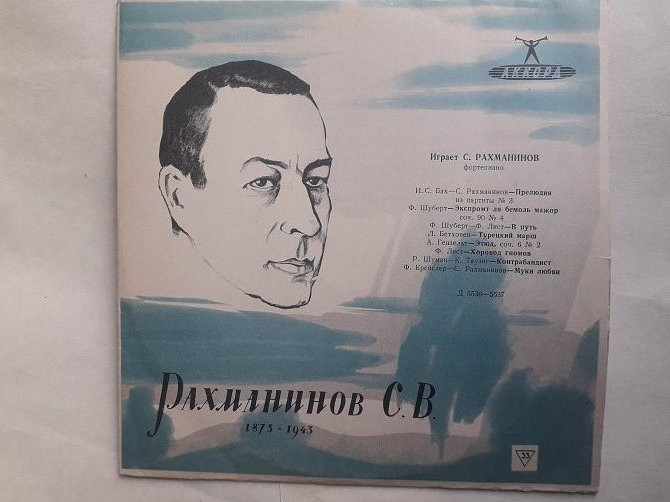 АККОРД
Играет С. РАХМАНИНОВ
фортепиано
И. С. Бах—С. Рахманинов—Прелюдия
из партиты № 3
Ф. Шуберт—Экспромт ля бемоль мажор
соч. 90 № 4
Ф. Шуберт—Ф. Лист—В путь
Л. Бетховен—Турецкий марш
А. Гензельт—Этюд, соч. 6 № 2
Ф. Лист—Хоровод гномов
Р. Шуман—К. Таузиг—Контрабандист
Ф. Крейслер—С. Рахманинов—Муки любви
Д 5536—5537
Рахманинов С.В.
1873-1943
33